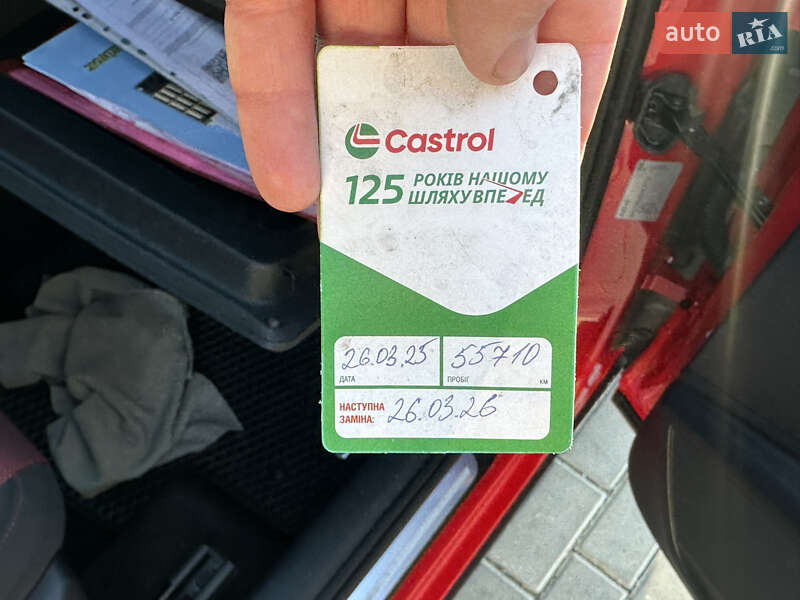 auto RIA .com
Castrol
125 РОКІВ НАШОМУ
ШЛЯХУ ВПЕРЕД
26.03.25
55710
ДАТА
ПРОБІГ
КМ
НАСТУПНА
ЗАМІНА:
26.03.26